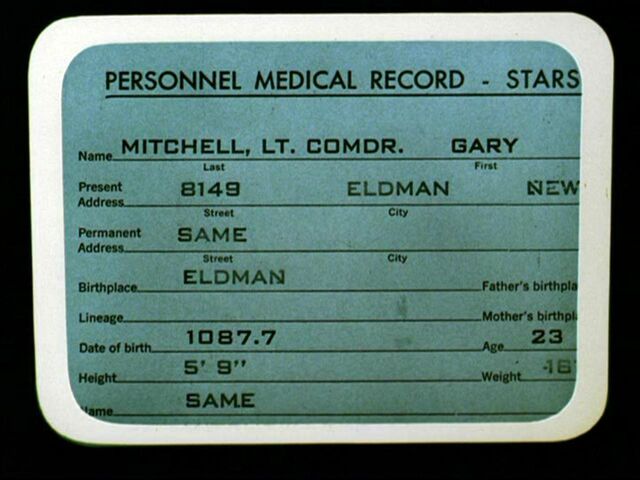 PERSONNEL MEDICAL RECORD - STARS
Name MITCHELL, LT. COMDR. GARY
Last First
Present Address 8149 ELDMAN NEW
Street City
Permanent Address SAME
Street City
Birthplace ELDMAN Father's birthpla
Lineage Mother's birthpl
Date of birth 1087.7 Age 23
Height 5' 9" Weight
ame SAME